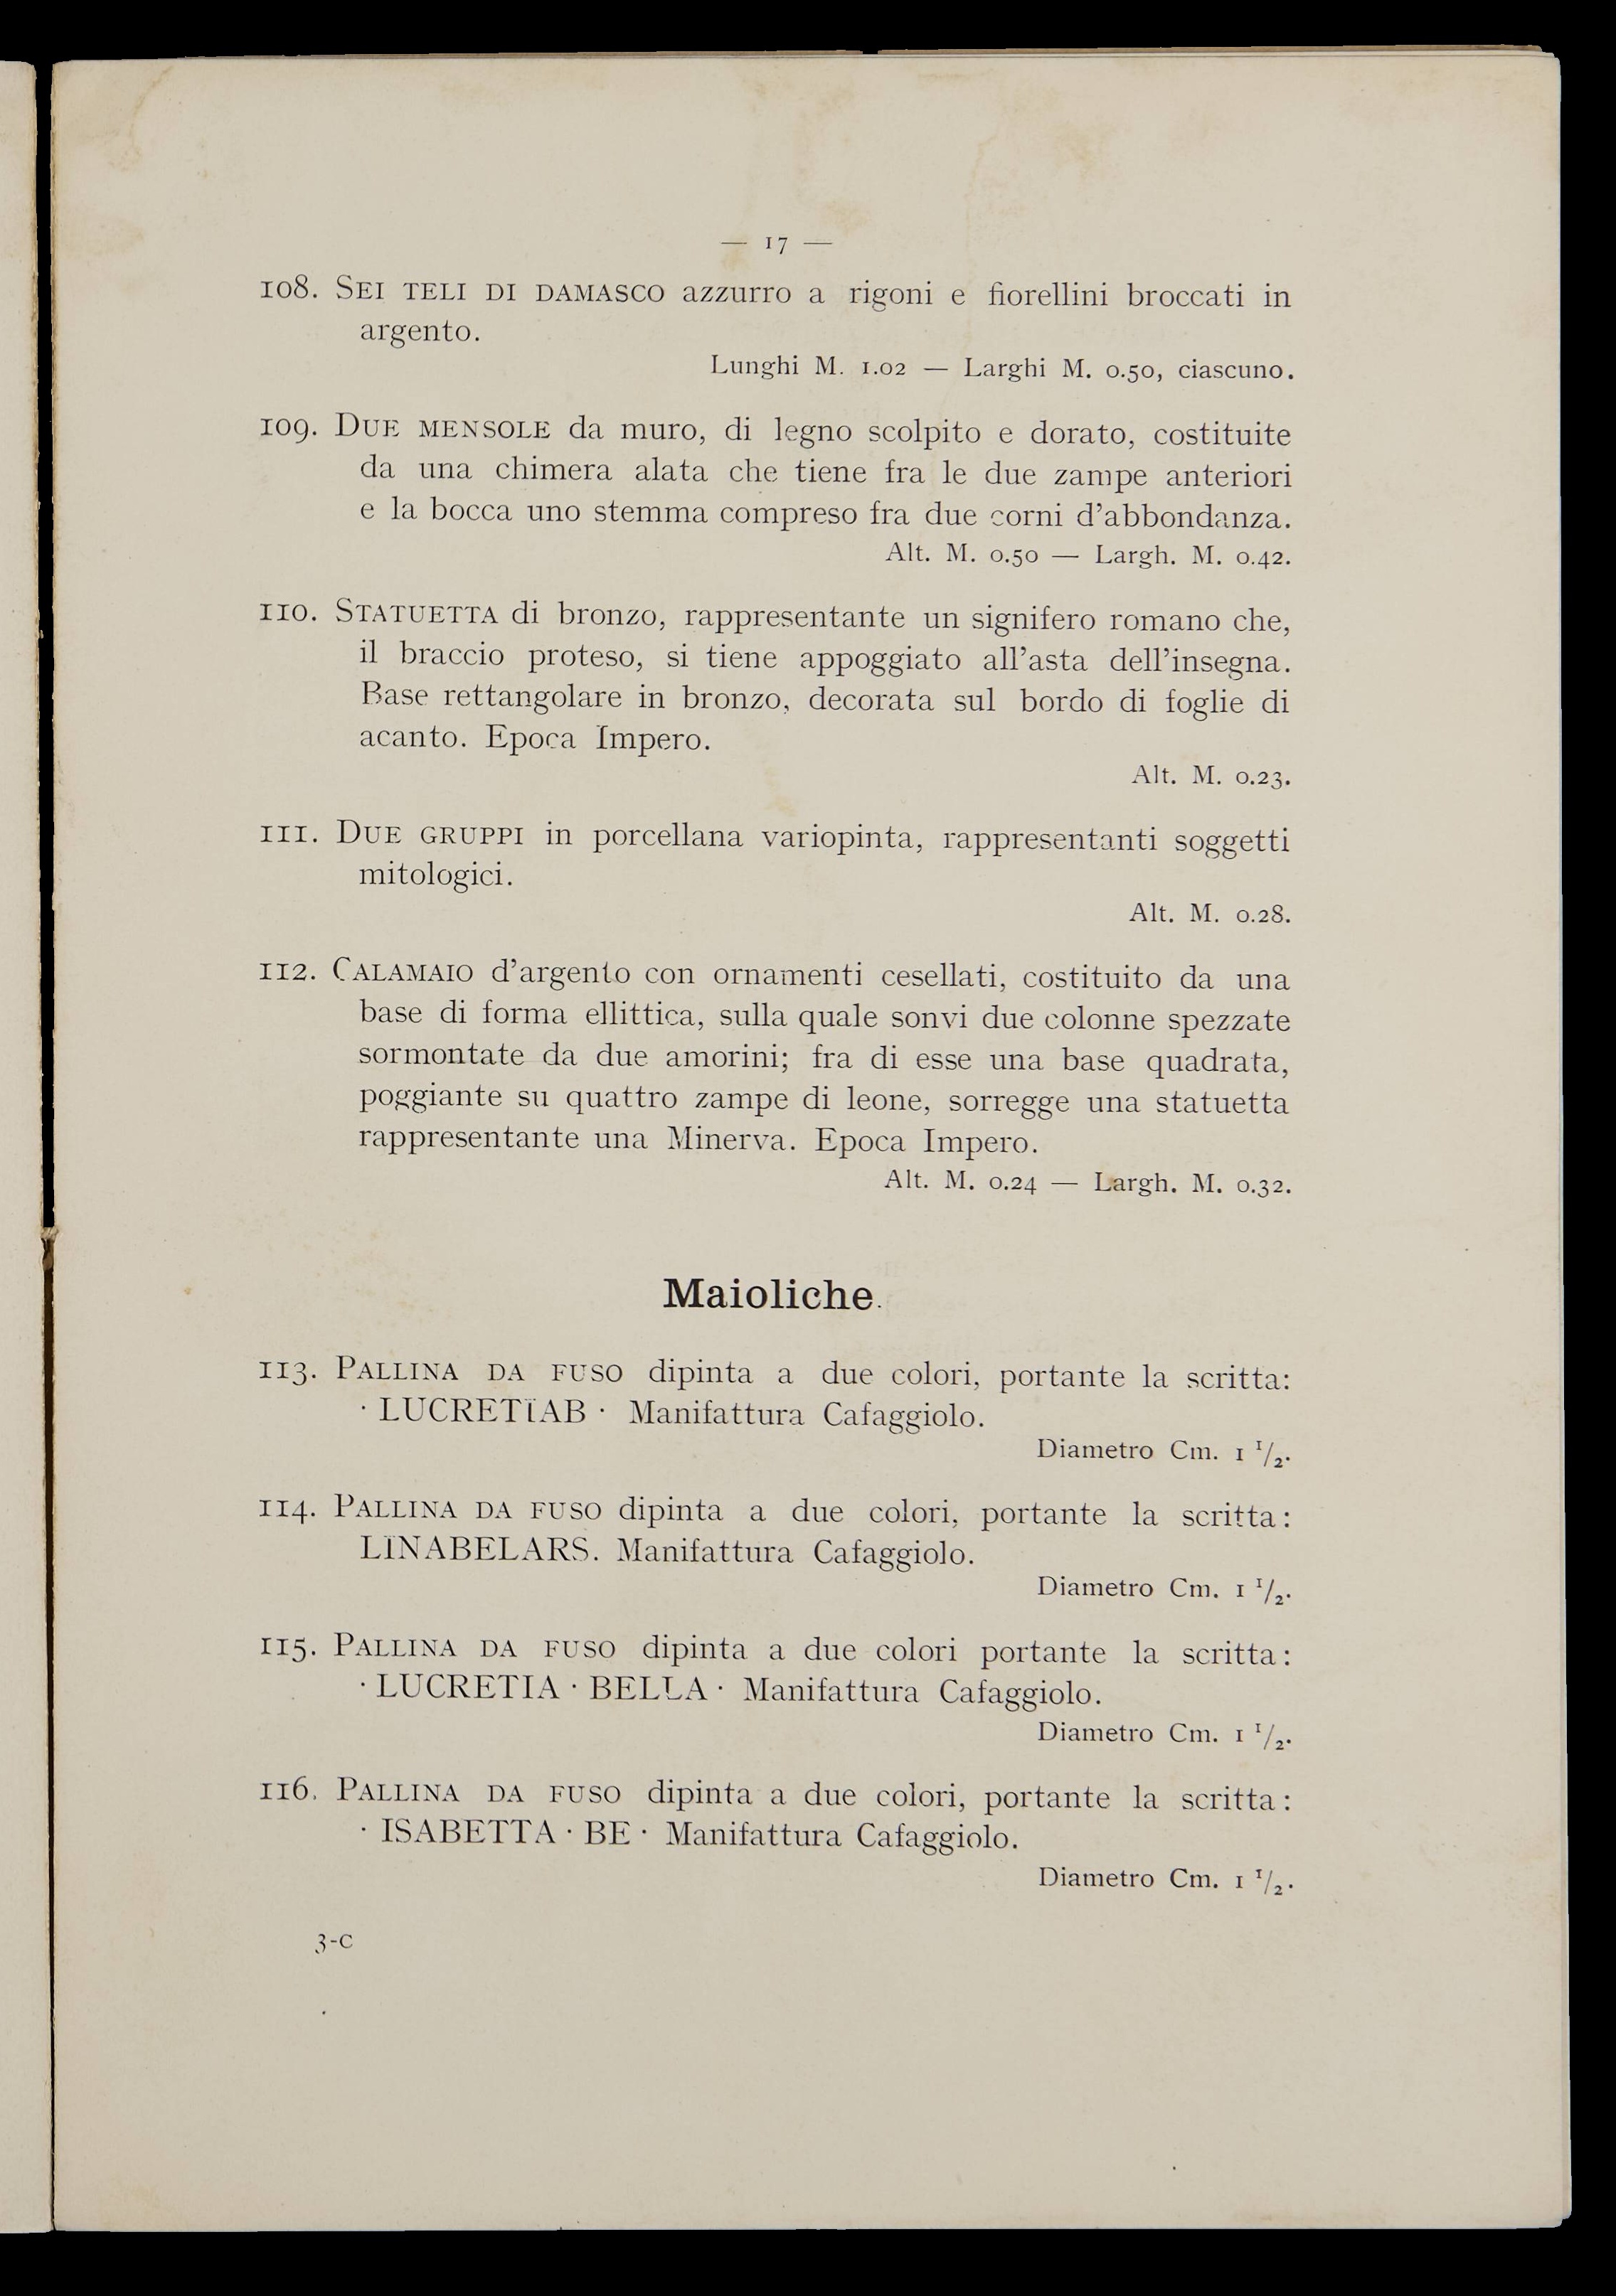 — 17 —
108. SEI TELI DI DAMASCO azzurro a rigoni e fiorellini broccati in
argento.
Lunghi M. 1.02 — Larghi M. 0.50, ciascuno.
109. DUE MENSOLE da muro, di legno scolpito e dorato, costituite
da una chimera alata che tiene fra le due zampe anteriori
e la bocca uno stemma compreso fra due corni d'abbondanza.
Alt. M. 0.50 — Largh. M. 0.42.
110. STATUETTA di bronzo, rappresentante un signifero romano che,
il braccio proteso, si tiene appoggiato all'asta dell'insegna.
Base rettangolare in bronzo, decorata sul bordo di foglie di
acanto. Epoca Impero.
Alt. M. 0.23.
111. DUE GRUPPI in porcellana variopinta, rappresentanti soggetti
mitologici.
Alt. M. 0.28.
112. CALAMAIO d'argento con ornamenti cesellati, costituito da una
base di forma ellittica, sulla quale sonvi due colonne spezzate
sormontate da due amorini; fra di esse una base quadrata,
poggiante su quattro zampe di leone, sorregge una statuetta
rappresentante una Minerva. Epoca Impero.
Alt. M. 0.24 — Largh. M. 0.32.
Maioliche.
113. PALLINA DA FUSO dipinta a due colori, portante la scritta:
· LUCRETÏAB · Manifattura Cafaggiolo.
Diametro Cm. 1 1/2.
114. PALLINA DA FUSO dipinta a due colori, portante la scritta:
LÏNABELARS. Manifattura Cafaggiolo.
Diametro Cm. 1 1/2.
115. PALLINA DA FUSO dipinta a due colori portante la scritta:
· LUCRETIA · BELLA · Manifattura Cafaggiolo.
Diametro Cm. 1 1/2.
116. PALLINA DA FUSO dipinta a due colori, portante la scritta:
· ISABETTA · BE · Manifattura Cafaggiolo.
Diametro Cm. 1 1/2.
3-C